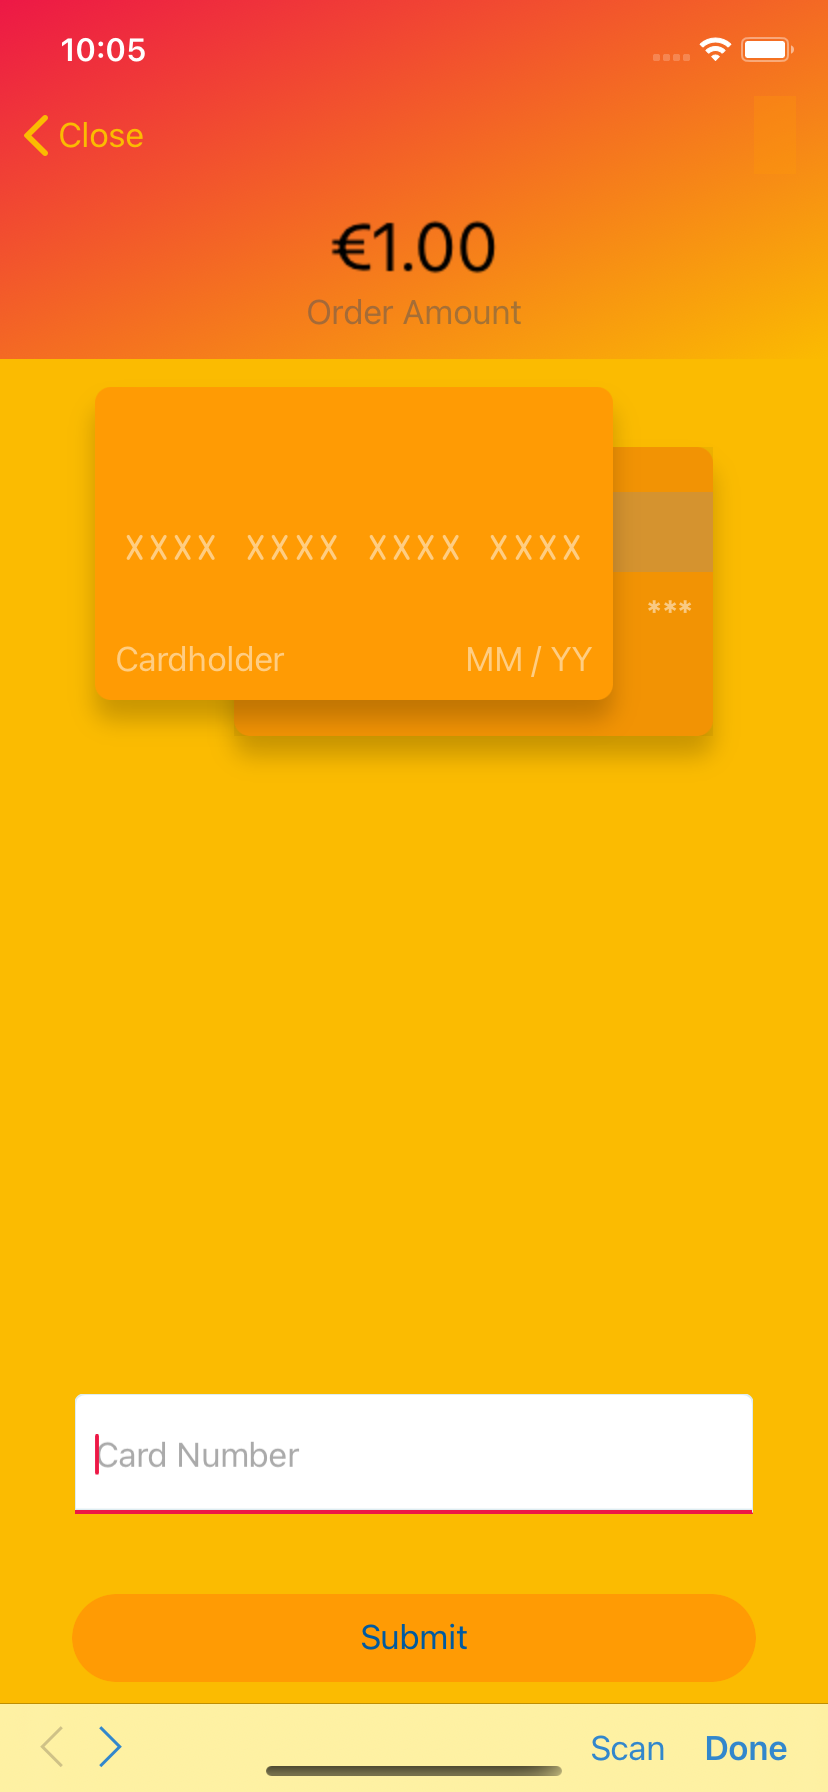 10:05
Close
€1.00
Order Amount
XXXX XXXX XXXX XXXX
***
Cardholder MM / YY
Card Number
Submit
Scan Done